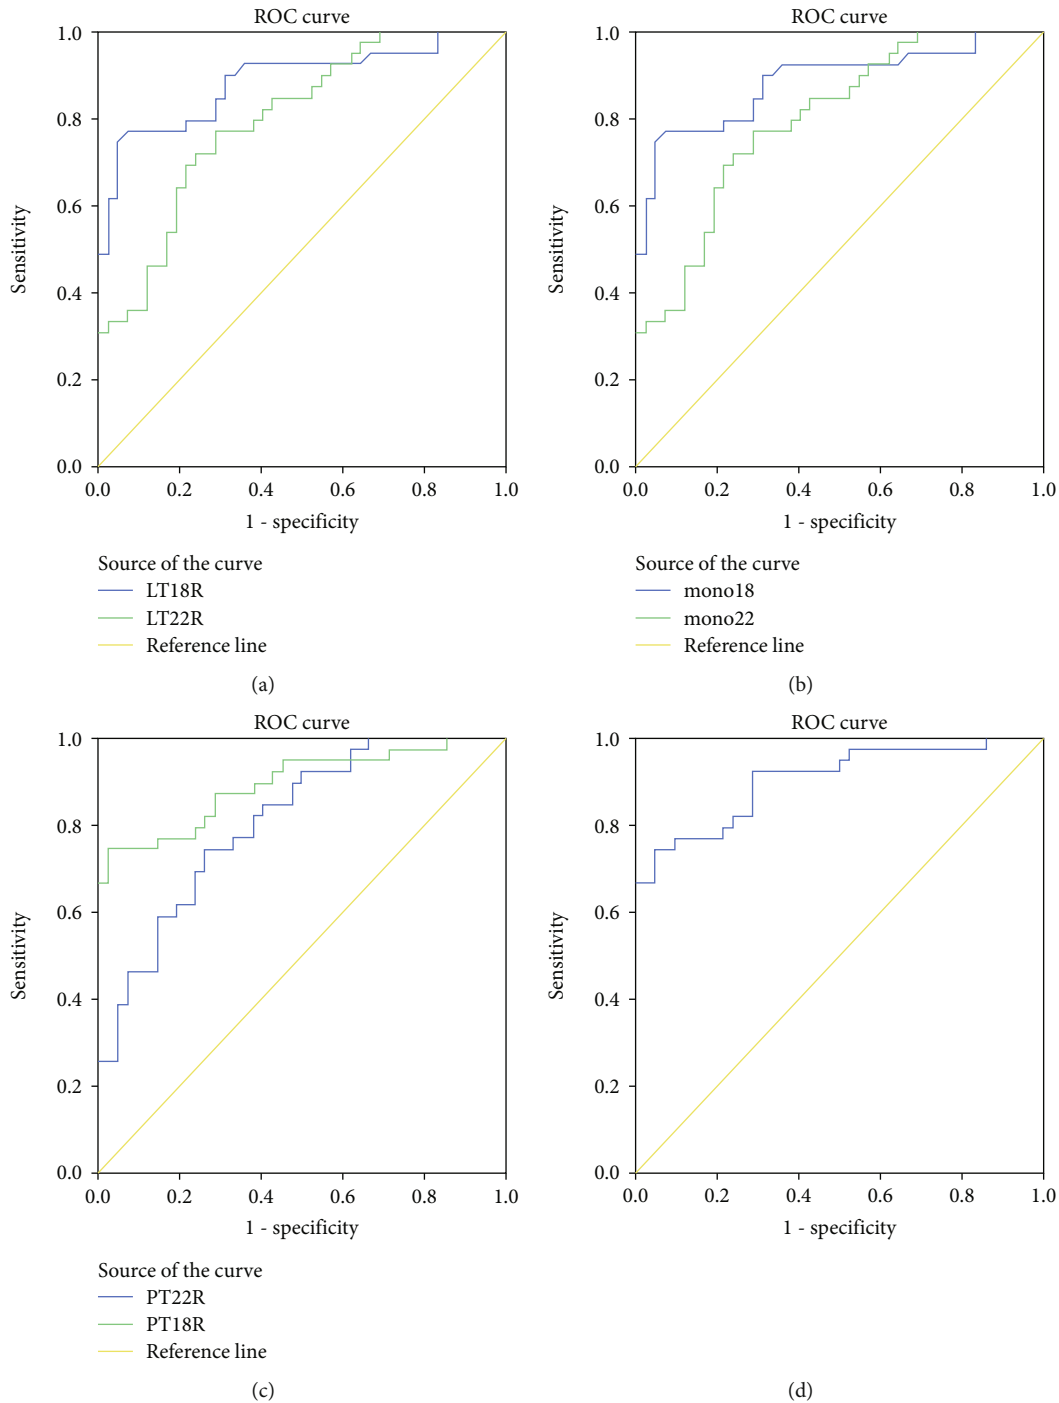 ROC curve
1.0
0.8
0.6
0.4
0.2
0.0
Sensitivity
0.0 0.2 0.4 0.6 0.8 1.0
1 - specificity
Source of the curve
LT18R
LT22R
Reference line
(a)
ROC curve
1.0
0.8
0.6
0.4
0.2
0.0
Sensitivity
0.0 0.2 0.4 0.6 0.8 1.0
1 - specificity
Source of the curve
mono18
mono22
Reference line
(b)
ROC curve
1.0
0.8
0.6
0.4
0.2
0.0
Sensitivity
0.0 0.2 0.4 0.6 0.8 1.0
1 - specificity
Source of the curve
PT22R
PT18R
Reference line
(c)
ROC curve
1.0
0.8
0.6
0.4
0.2
0.0
Sensitivity
0.0 0.2 0.4 0.6 0.8 1.0
1 - specificity
(d)